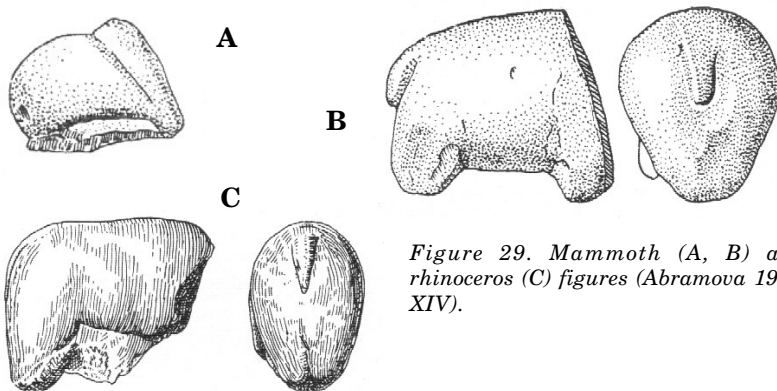 A
B
C
Figure 29. Mammoth (A, B) a
rhinoceros (C) figures (Abramova 19
XIV).